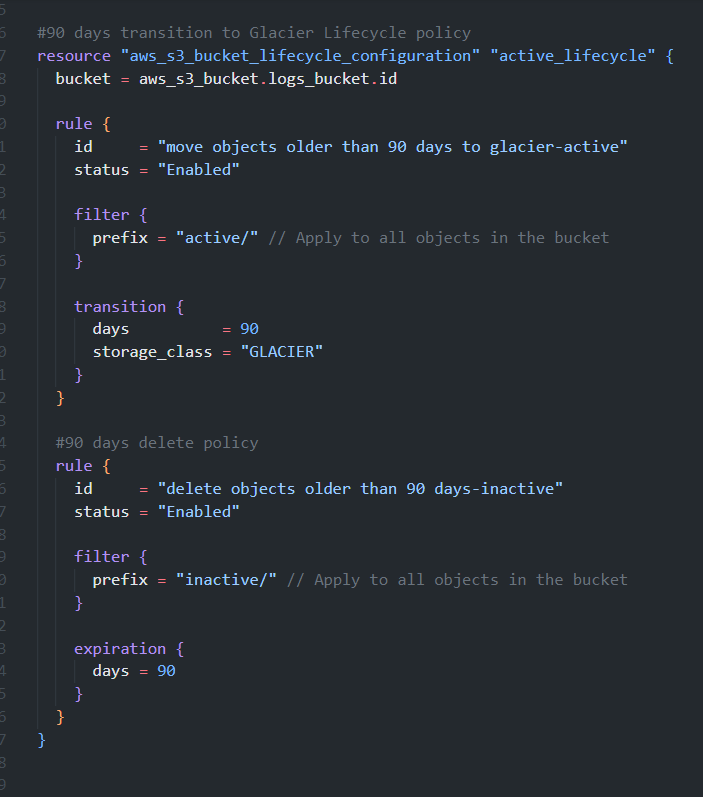 #90 days transition to Glacier Lifecycle policy
resource "aws_s3_bucket_lifecycle_configuration" "active_lifecycle" {
  bucket = aws_s3_bucket.logs_bucket.id

  rule {
    id     = "move objects older than 90 days to glacier-active"
    status = "Enabled"

    filter {
      prefix = "active/" // Apply to all objects in the bucket
    }

    transition {
      days          = 90
      storage_class = "GLACIER"
    }
  }

  #90 days delete policy
  rule {
    id     = "delete objects older than 90 days-inactive"
    status = "Enabled"

    filter {
      prefix = "inactive/" // Apply to all objects in the bucket
    }

    expiration {
      days = 90
    }
  }
}